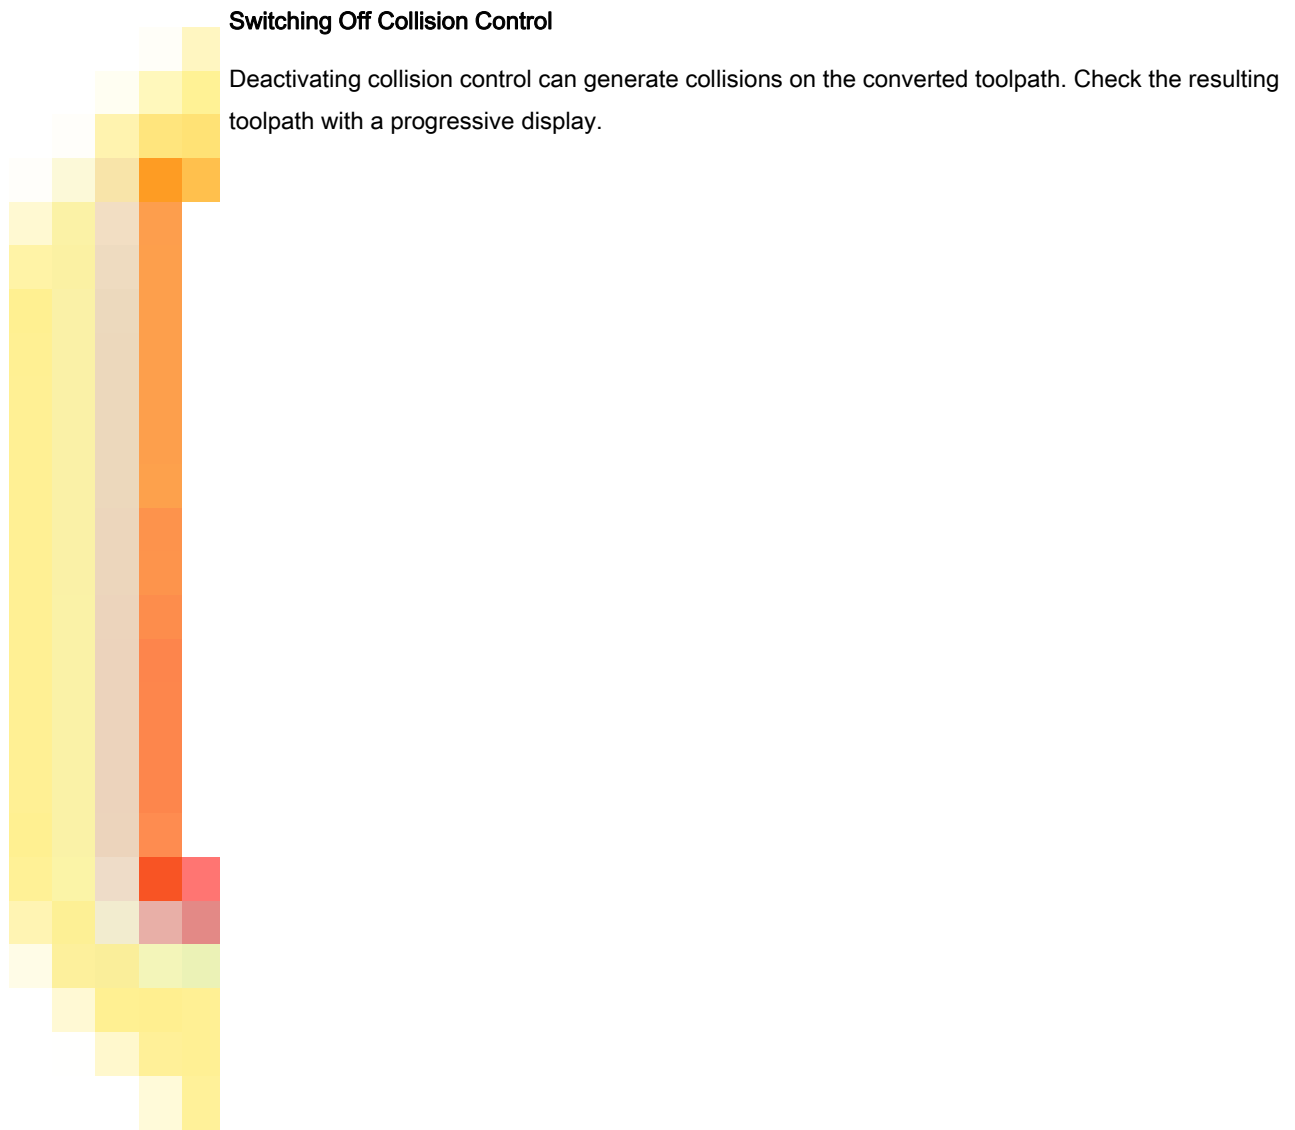 Switching Off Collision Control
Deactivating collision control can generate collisions on the converted toolpath. Check the resulting
toolpath with a progressive display.